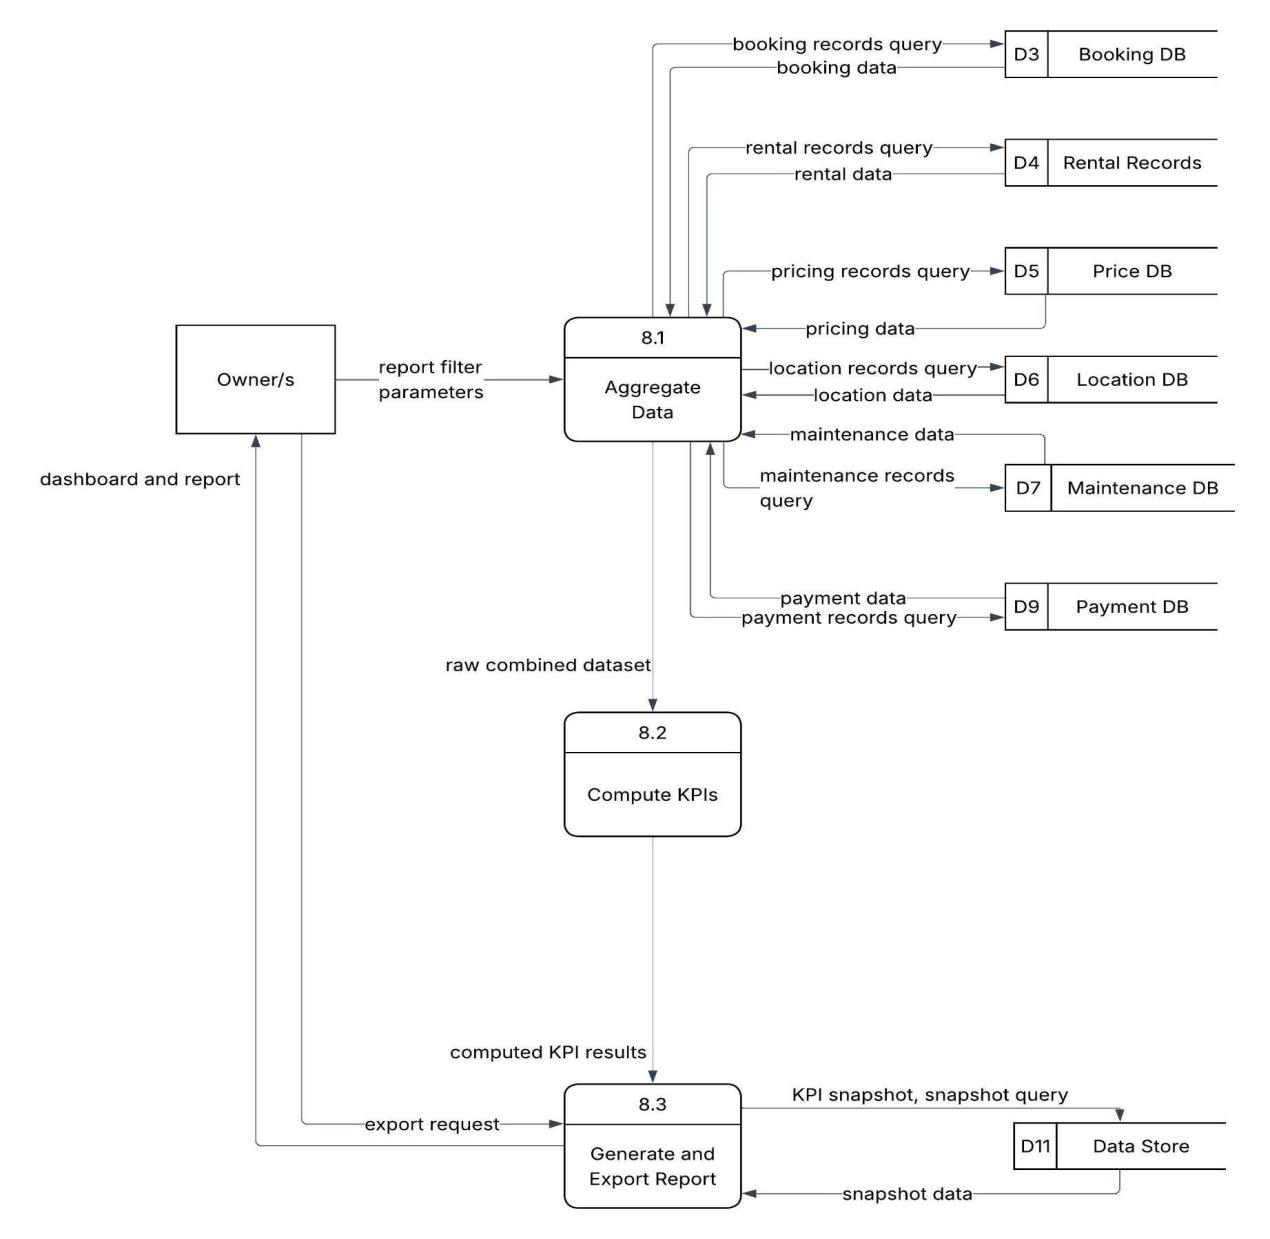 booking records query
D3
Booking DB
booking data
rental records query
D4
Rental Records
rental data
pricing records query
D5
Price DB
pricing data
8.1
Aggregate
Data
Owner/s
report filter
parameters
location records query
D6
Location DB
location data
maintenance data
maintenance records
query
D7
Maintenance DB
dashboard and report
payment data
payment records query
D9
Payment DB
raw combined dataset
8.2
Compute KPIs
computed KPI results
8.3
Generate and
Export Report
export request
KPI snapshot, snapshot query
D11
Data Store
snapshot data